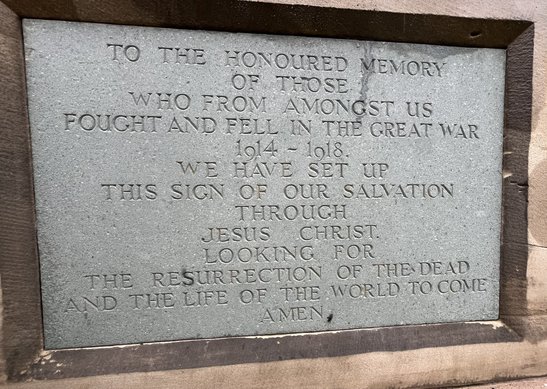 TO THE HONOURED MEMORY
OF THOSE
WHO FROM AMONGST US
FOUGHT AND FELL IN THE GREAT WAR
1914 - 1918.
WE HAVE SET UP
THIS SIGN OF OUR SALVATION
THROUGH
JESUS CHRIST.
LOOKING FOR
THE RESURRECTION OF THE DEAD
AND THE LIFE OF THE WORLD TO COME
AMEN.